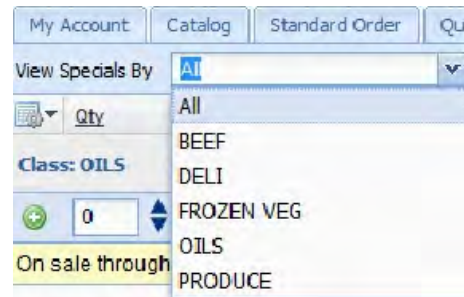 My Account Catalog Standard Order Qu
View Specials By All
Qty All
BEEF
Class: OILS
DELI
0 FROZEN VEG
OILS
On sale through
PRODUCE